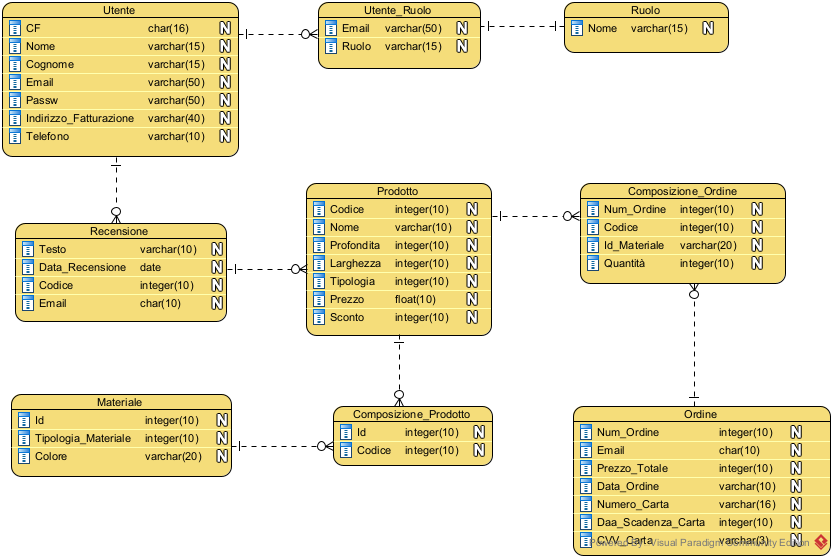 Utente
CF char(16) N
Nome varchar(15) N
Cognome varchar(15) N
Email varchar(50) N
Passw varchar(50) N
Indirizzo_Fatturazione varchar(40) N
Telefono varchar(10) N
Utente_Ruolo
Email varchar(50) N
Ruolo varchar(15) N
Ruolo
Nome varchar(15) N
Recensione
Testo varchar(10) N
Data_Recensione date N
Codice integer(10) N
Email char(10) N
Prodotto
Codice integer(10) N
Nome varchar(10) N
Profondita integer(10) N
Larghezza integer(10) N
Tipologia integer(10) N
Prezzo float(10) N
Sconto integer(10) N
Composizione_Ordine
Num_Ordine integer(10) N
Codice integer(10) N
Id_Materiale varchar(20) N
Quantità integer(10) N
Materiale
Id integer(10) N
Tipologia_Materiale integer(10) N
Colore varchar(20) N
Composizione_Prodotto
Id integer(10) N
Codice integer(10) N
Ordine
Num_Ordine integer(10) N
Email char(10) N
Prezzo_Totale integer(10) N
Data_Ordine varchar(10) N
Numero_Carta varchar(16) N
Daa_Scadenza_Carta integer(10) N
CVV_Carta varchar(3) N
Powered By Visual Paradigm Community Edition